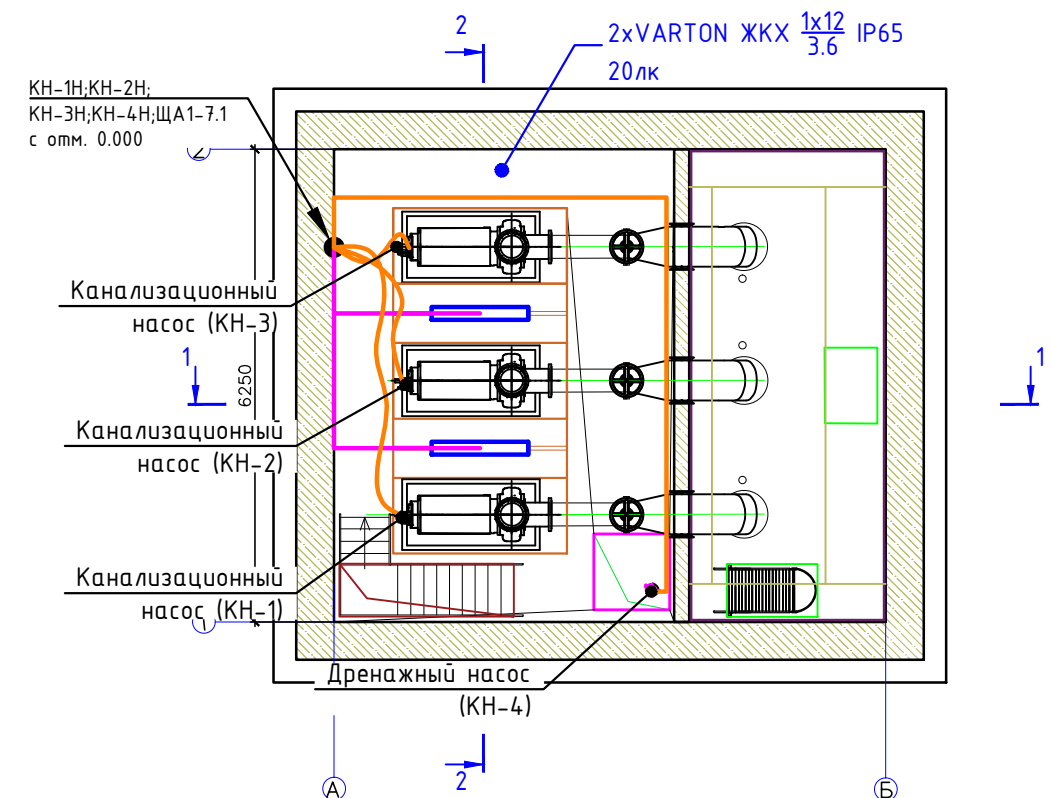 2
2хVARTON ЖКХ 1х12/3.6 IP65
20лк
КН-1Н;КН-2Н;
КН-3Н;КН-4Н;ЩА1-7.1
с отм. 0.000
2
Канализационный
насос (КН-3)
1
1
6250
Канализационный
насос (КН-2)
Канализационный
насос (КН-1)
1
Дренажный насос
(КН-4)
2
А
Б